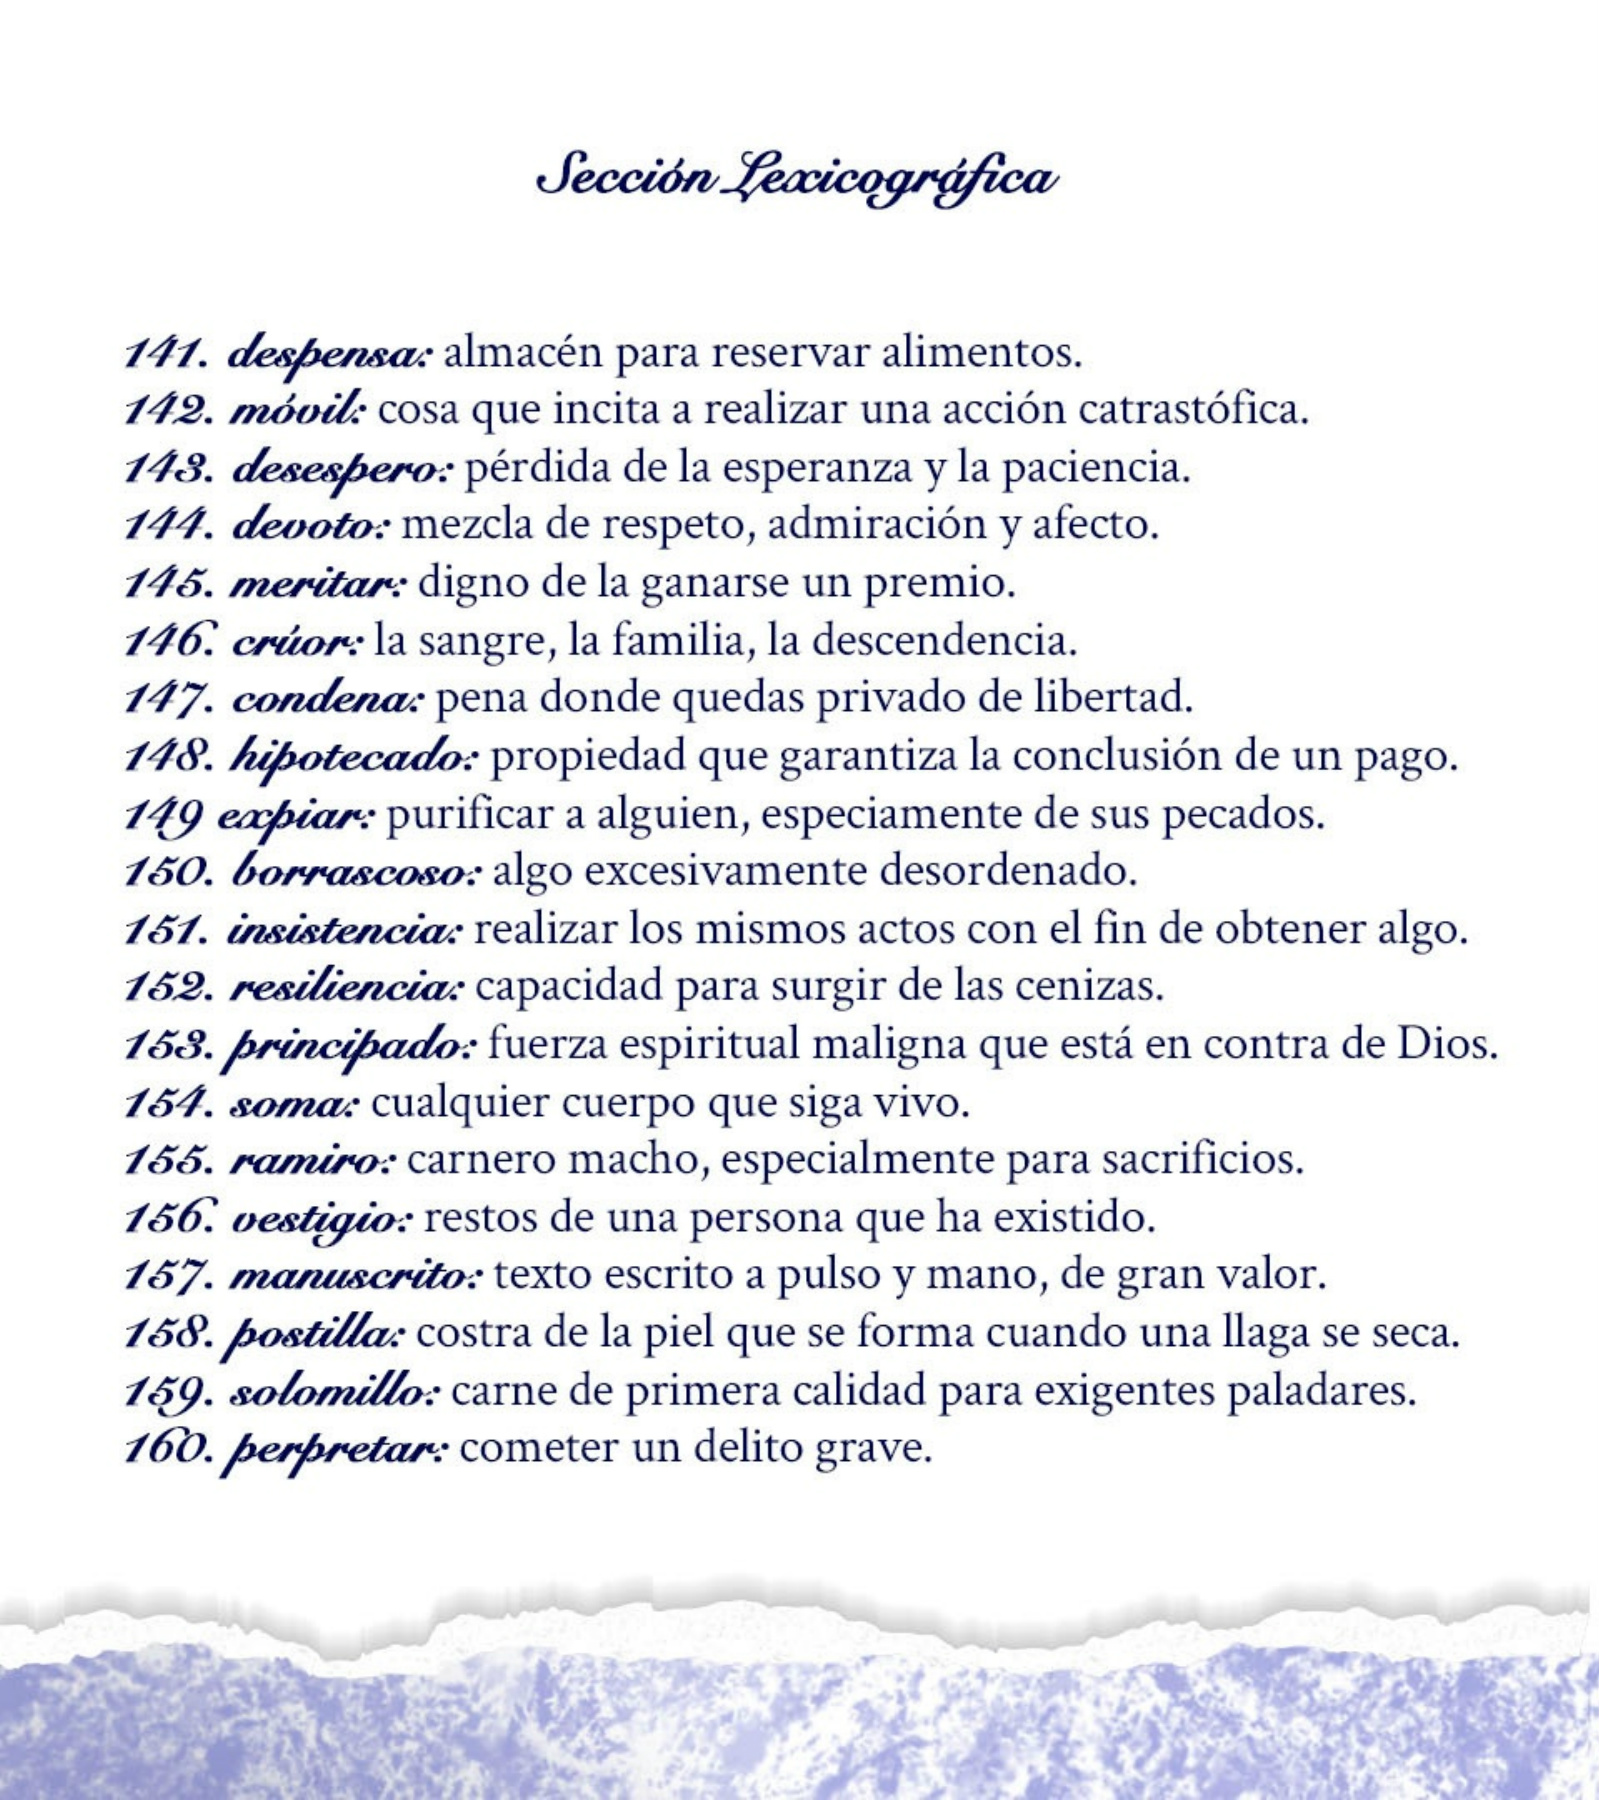 Sección Lexicográfica
141. despensa: almacén para reservar alimentos.
142. móvil: cosa que incita a realizar una acción catrastófica.
143. desespero: pérdida de la esperanza y la paciencia.
144. devoto: mezcla de respeto, admiración y afecto.
145. meritar: digno de la ganarse un premio.
146. crúor: la sangre, la familia, la descendencia.
147. condena: pena donde quedas privado de libertad.
148. hipotecado: propiedad que garantiza la conclusión de un pago.
149 expiar: purificar a alguien, especiamente de sus pecados.
150. borrascoso: algo excesivamente desordenado.
151. insistencia: realizar los mismos actos con el fin de obtener algo.
152. resiliencia: capacidad para surgir de las cenizas.
153. principado: fuerza espiritual maligna que está en contra de Dios.
154. soma: cualquier cuerpo que siga vivo.
155. ramiro: carnero macho, especialmente para sacrificios.
156. vestigio: restos de una persona que ha existido.
157. manuscrito: texto escrito a pulso y mano, de gran valor.
158. postilla: costra de la piel que se forma cuando una llaga se seca.
159. solomillo: carne de primera calidad para exigentes paladares.
160. perpretar: cometer un delito grave.